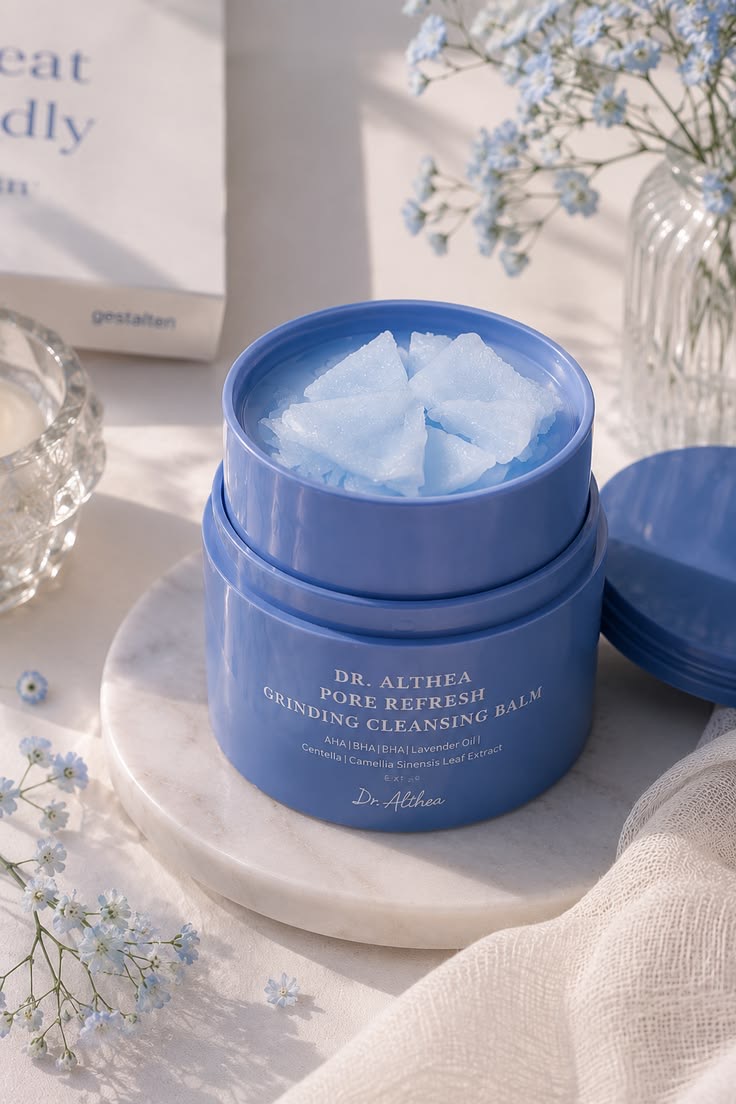 eat
dly
gestalten
DR. ALTHEA
PORE REFRESH
GRINDING CLEANSING BALM
AHA|BHA|BHA|Lavender Oil|
Centella|Camellia Sinensis Leaf Extract
Dr. Althea